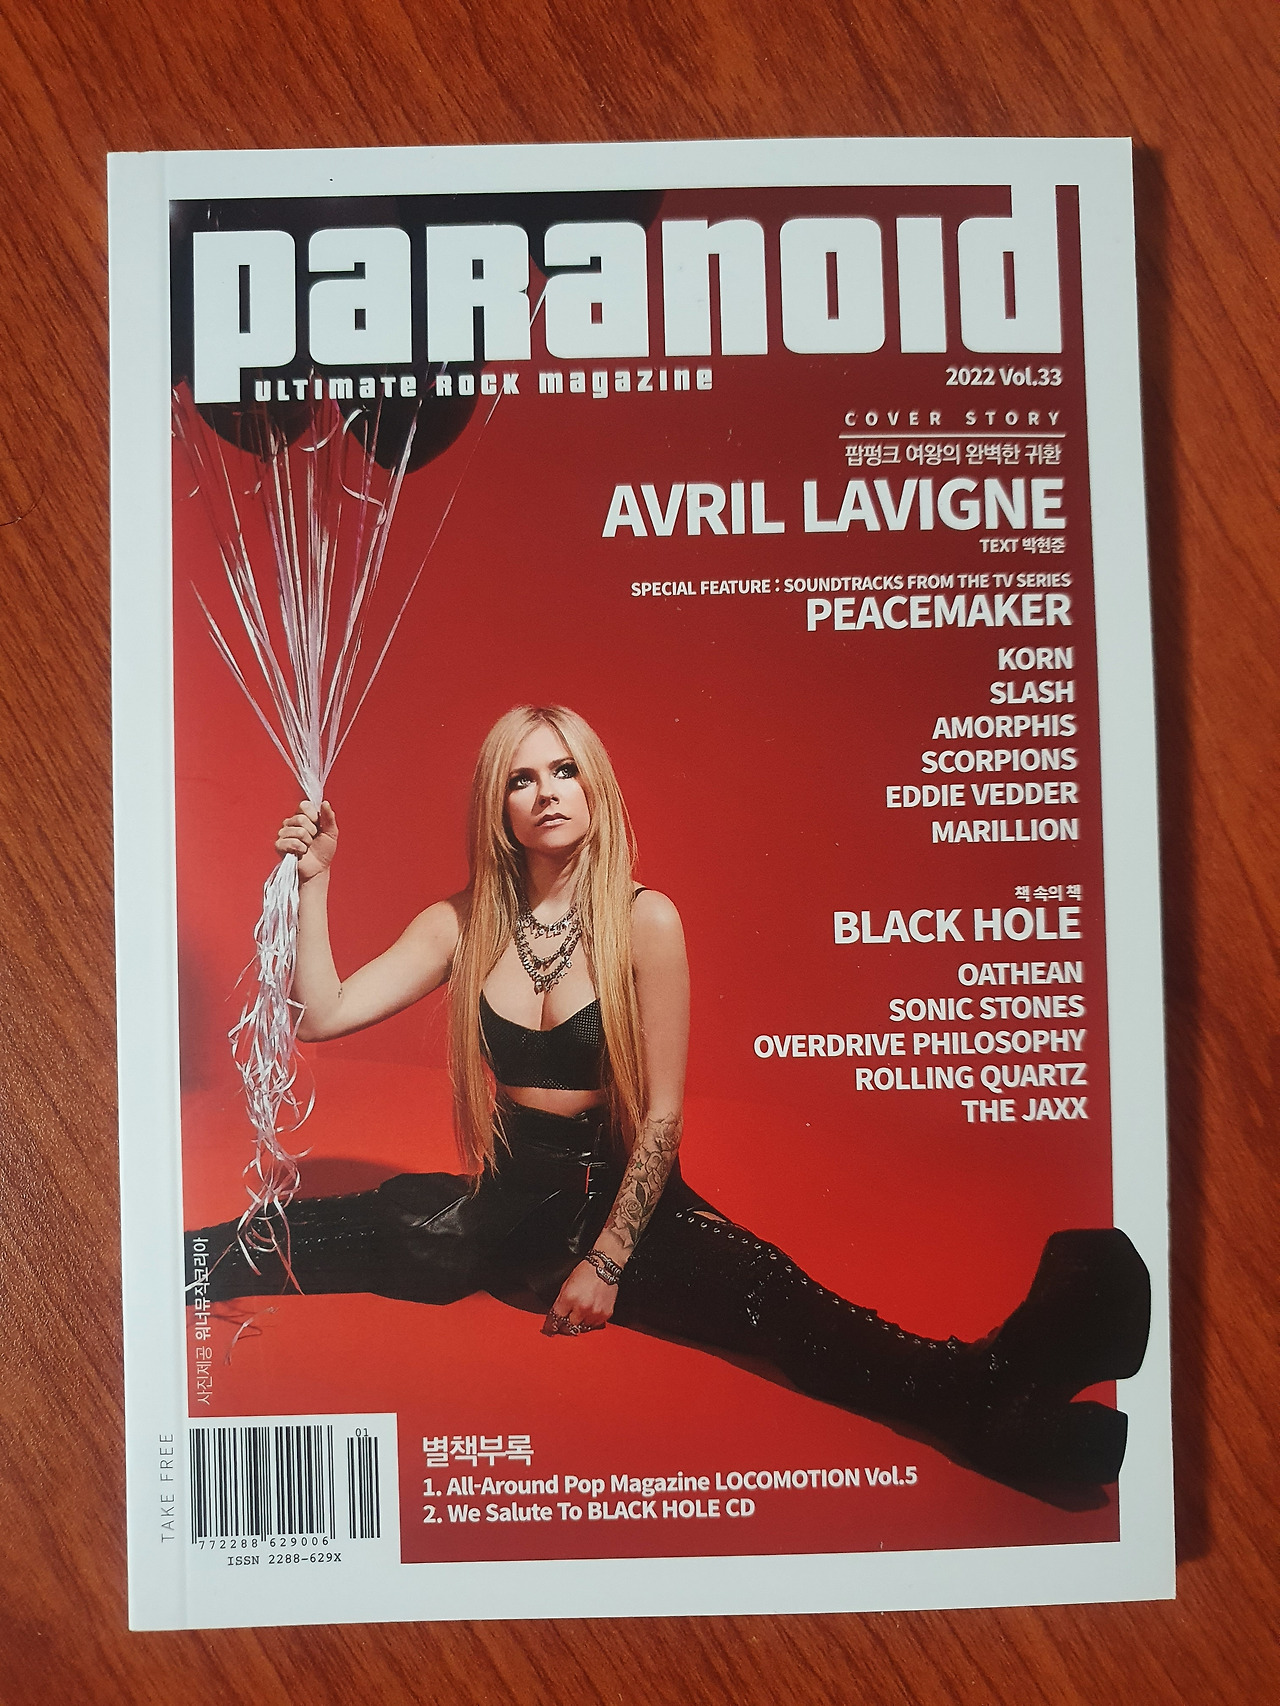 paranoid
ULTIMATE ROCK magazine
2022 Vol.33
COVER STORY
팝펑크 여왕의 완벽한 귀환
AVRIL LAVIGNE
TEXT 박현준
SPECIAL FEATURE : SOUNDTRACKS FROM THE TV SERIES
PEACEMAKER
KORN
SLASH
AMORPHIS
SCORPIONS
EDDIE VEDDER
MARILLION
책 속의 책
BLACK HOLE
OATHEAN
SONIC STONES
OVERDRIVE PHILOSOPHY
ROLLING QUARTZ
THE JAXX
사진제공 워너뮤직코리아
TAKE FREE
01
772288 629006
ISSN 2288-629X
별책부록
1. All-Around Pop Magazine LOCOMOTION Vol.5
2. We Salute To BLACK HOLE CD